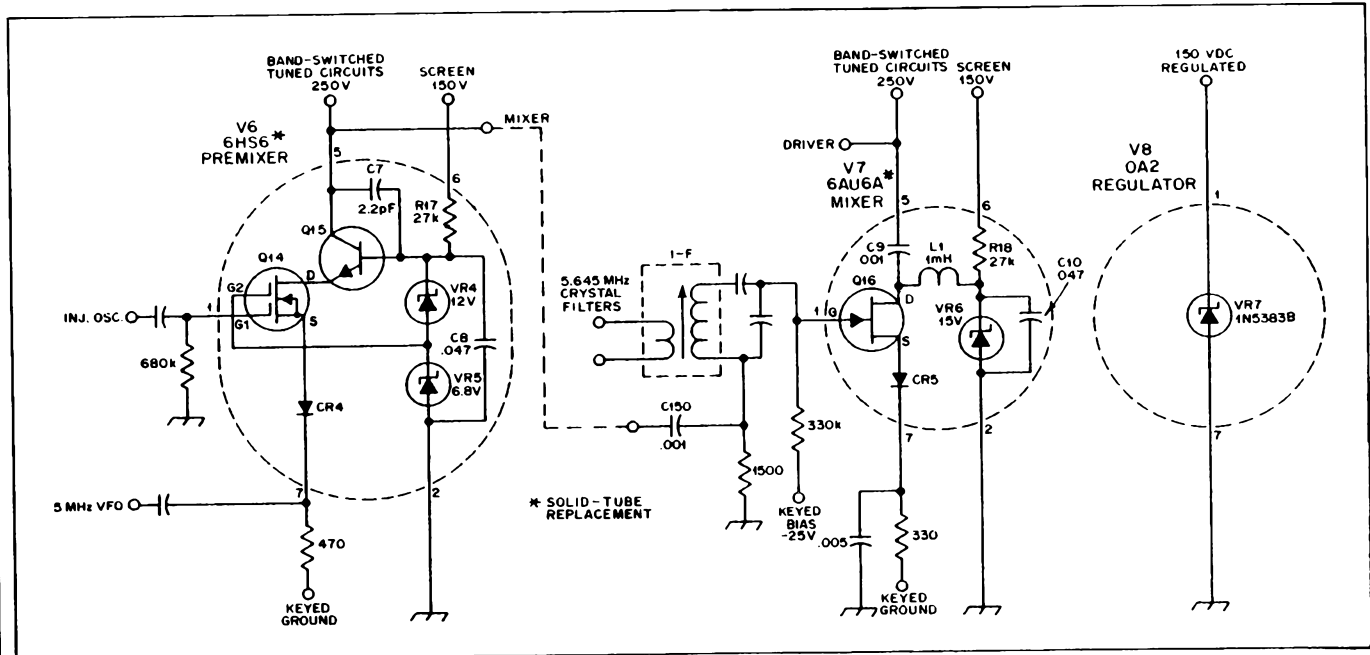 BAND-SWITCHED
TUNED CIRCUITS
250V
SCREEN
150V
MIXER
V6
6HS6*
PREMIXER
5
6
C7
2.2pF
R17
27k
Q15
Q14
D
G2
G1
S
1
INJ. OSC.
680k
VR4
12V
C8
.047
VR5
6.8V
CR4
7
2
5 MHz VFO
470
KEYED
GROUND
* SOLID-TUBE
REPLACEMENT
I-F
5.645 MHz
CRYSTAL
FILTERS
C150
.001
1500
330k
KEYED
BIAS
-25V
BAND-SWITCHED
TUNED CIRCUITS
250V
SCREEN
150V
DRIVER
V7
6AU6A*
MIXER
5
6
C9
001
L1
1mH
R18
27k
C10
047
Q16
1
G
D
S
VR6
15V
CR5
7
2
.005
330
KEYED
GROUND
150 VDC
REGULATED
V8
OA2
REGULATOR
1
VR7
1N5383B
7